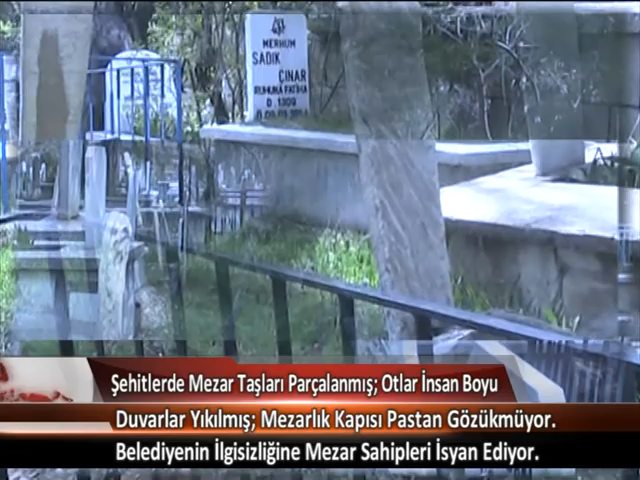 MERHUM
SADIK
ÇINAR
RUHUNA FATİHA
D. 1309
Şehitlerde Mezar Taşları Parçalanmış; Otlar İnsan Boyu
Duvarlar Yıkılmış; Mezarlık Kapısı Pastan Gözükmüyor.
Belediyenin İlgisizliğine Mezar Sahipleri İsyan Ediyor.